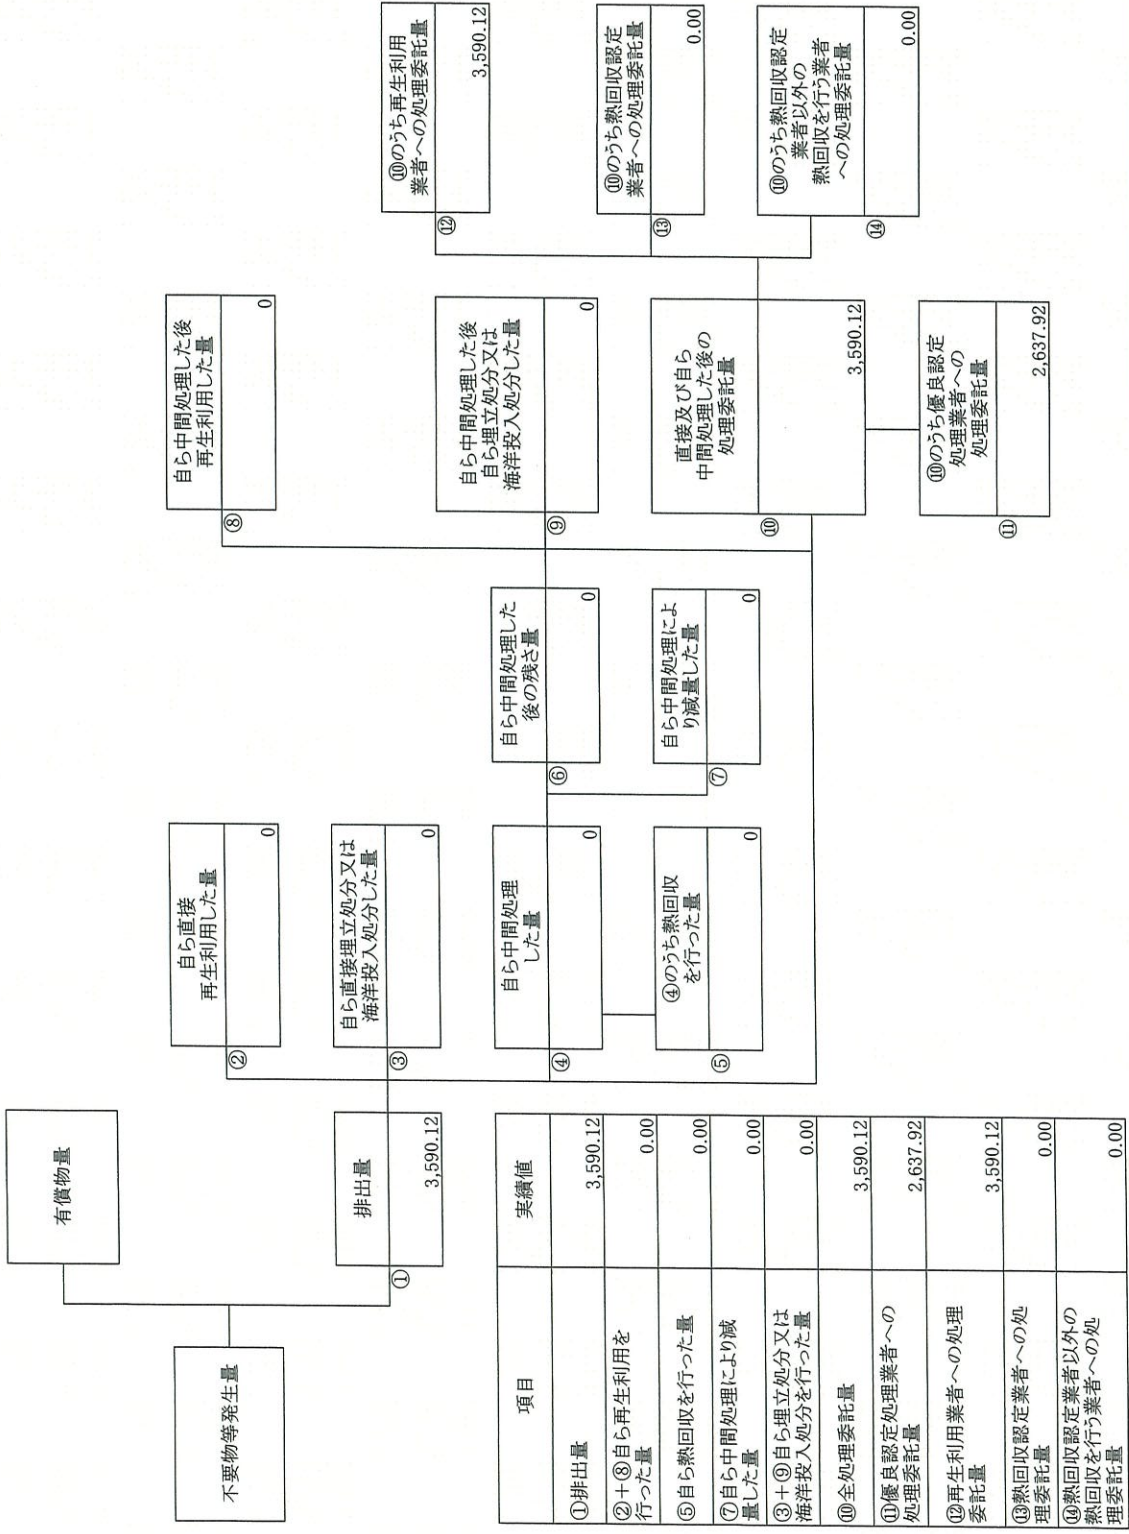 不要物等発生量
有償物量
排出量
①
3,590.12
自ら直接
再生利用した量
②
0
自ら直接埋立処分又は
海洋投入処分した量
③
0
自ら中間処理
した量
④
0
④のうち熱回収
を行った量
⑤
0
自ら中間処理した
後の残さ量
⑥
0
自ら中間処理によ
り減量した量
⑦
0
自ら中間処理した後
再生利用した量
⑧
0
自ら中間処理した後
自ら埋立処分又は
海洋投入処分した量
⑨
0
直接及び自ら
中間処理した後の
処理委託量
⑩
3,590.12
⑩のうち優良認定
処理業者への
処理委託量
⑪
2,637.92
⑩のうち再生利用
業者への処理委託量
⑫
3,590.12
⑩のうち熱回収認定
業者への処理委託量
⑬
0.00
⑩のうち熱回収認定
業者以外の
熱回収を行う業者
への処理委託量
⑭
0.00
項目 実績値
①排出量 3,590.12
②+⑧自ら再生利用を
行った量 0.00
⑤自ら熱回収を行った量 0.00
⑦自ら中間処理により減
量した量 0.00
③+⑨自ら埋立処分又は
海洋投入処分を行った量 0.00
⑩全処理委託量 3,590.12
⑪優良認定処理業者への
処理委託量 2,637.92
⑫再生利用業者への処理
委託量 3,590.12
⑬熱回収認定業者への処
理委託量 0.00
⑭熱回収認定業者以外の
熱回収を行う業者への処
理委託量 0.00